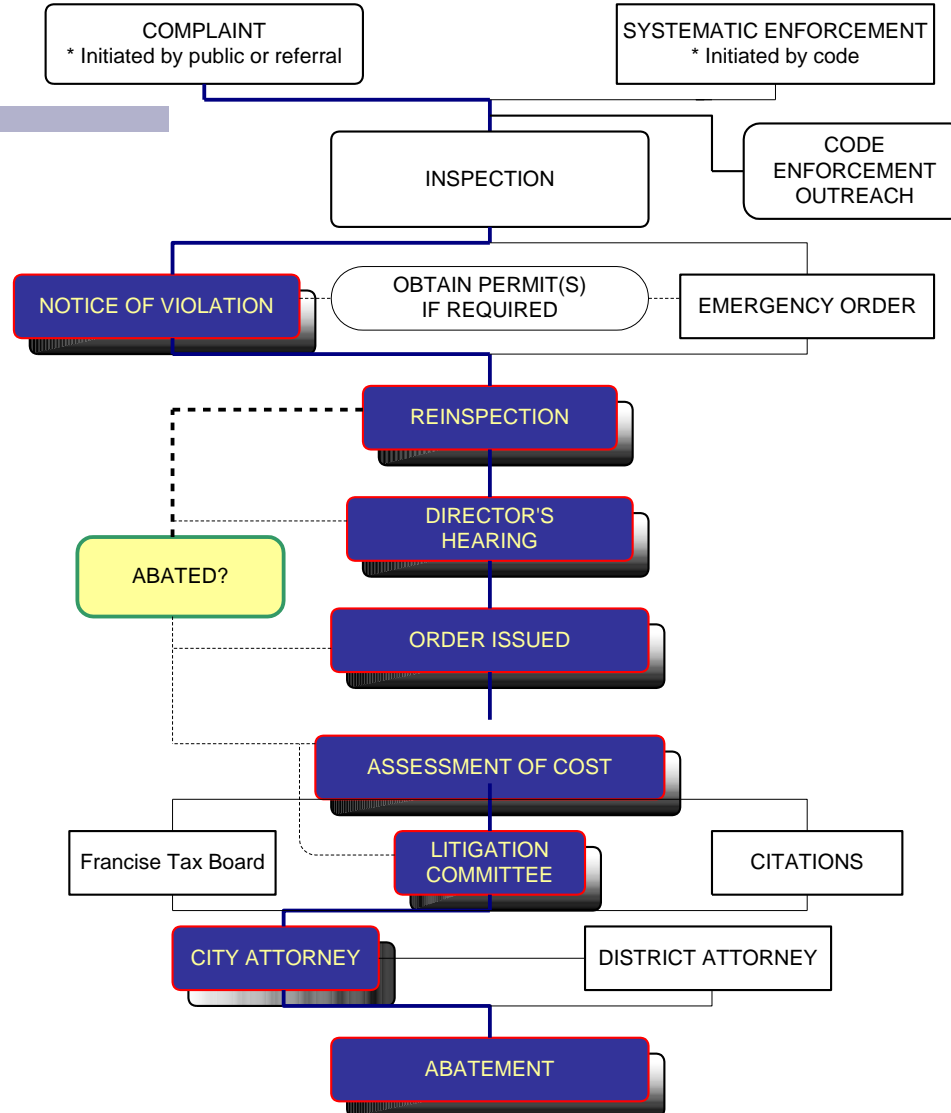 COMPLAINT
* Initiated by public or referral
SYSTEMATIC ENFORCEMENT
* Initiated by code
CODE
ENFORCEMENT
OUTREACH
INSPECTION
NOTICE OF VIOLATION
OBTAIN PERMIT(S)
IF REQUIRED
EMERGENCY ORDER
REINSPECTION
DIRECTOR'S
HEARING
ABATED?
ORDER ISSUED
ASSESSMENT OF COST
Francise Tax Board
LITIGATION
COMMITTEE
CITATIONS
CITY ATTORNEY
DISTRICT ATTORNEY
ABATEMENT